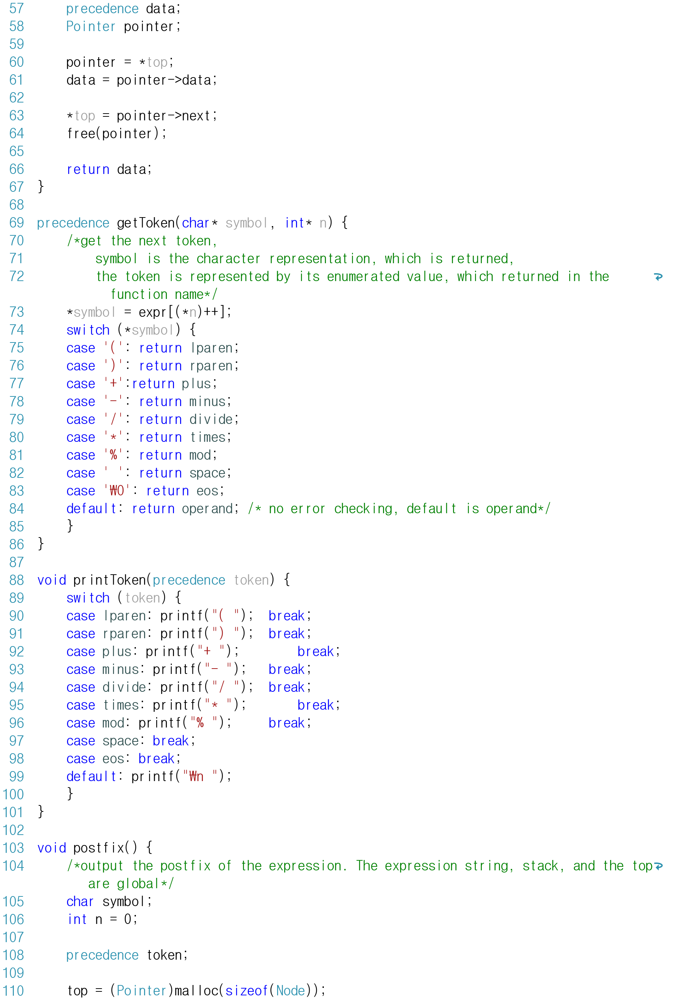 57 precedence data;
58 Pointer pointer;
59
60 pointer = *top;
61 data = pointer->data;
62
63 *top = pointer->next;
64 free(pointer);
65
66 return data;
67 }
68
69 precedence getToken(char* symbol, int* n) {
70 /*get the next token,
71 symbol is the character representation, which is returned,
72 the token is represented by its enumerated value, which returned in the
function name*/
73 *symbol = expr[(*n)++];
74 switch (*symbol) {
75 case '(': return lparen;
76 case ')': return rparen;
77 case '+':return plus;
78 case '-': return minus;
79 case '/': return divide;
80 case '*': return times;
81 case '%': return mod;
82 case ' ': return space;
83 case '₩0': return eos;
84 default: return operand; /* no error checking, default is operand*/
85 }
86 }
87
88 void printToken(precedence token) {
89 switch (token) {
90 case lparen: printf("( "); break;
91 case rparen: printf(") "); break;
92 case plus: printf("+ "); break;
93 case minus: printf("- "); break;
94 case divide: printf("/ "); break;
95 case times: printf("* "); break;
96 case mod: printf("% "); break;
97 case space: break;
98 case eos: break;
99 default: printf("₩n ");
100 }
101 }
102
103 void postfix() {
104 /*output the postfix of the expression. The expression string, stack, and the top
are global*/
105 char symbol;
106 int n = 0;
107
108 precedence token;
109
110 top = (Pointer)malloc(sizeof(Node));